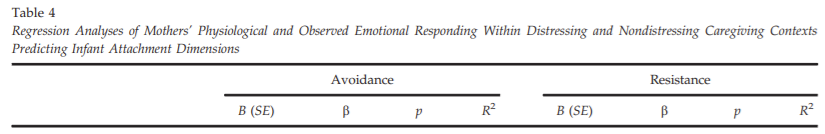 Table 4
Regression Analyses of Mothers' Physiological and Observed Emotional Responding Within Distressing and Nondistressing Caregiving Contexts
Predicting Infant Attachment Dimensions
Avoidance Resistance
B (SE) β p R² B (SE) β p R²